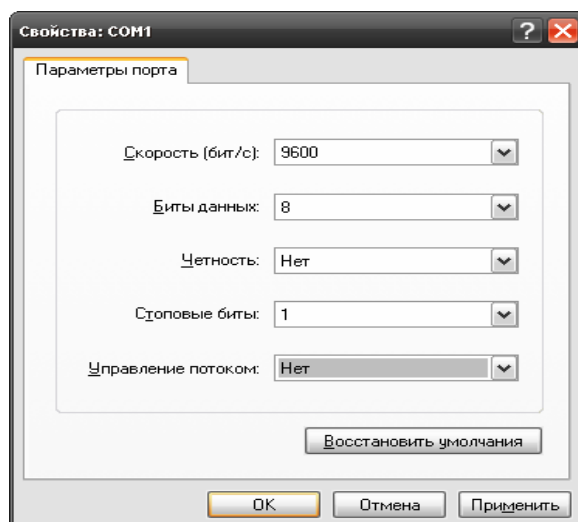 Свойства: COM1
Параметры порта
Скорость (бит/с): 9600
Биты данных: 8
Четность: Нет
Стоповые биты: 1
Управление потоком: Нет
Восстановить умолчания
OK Отмена Применить